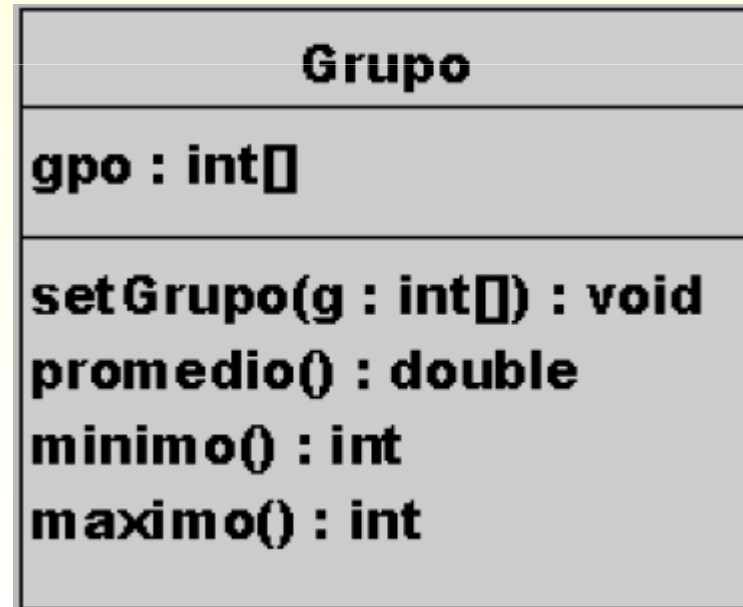 Grupo
gpo : int[]
setGrupo(g : int[]) : void
promedio() : double
minimo() : int
maximo() : int